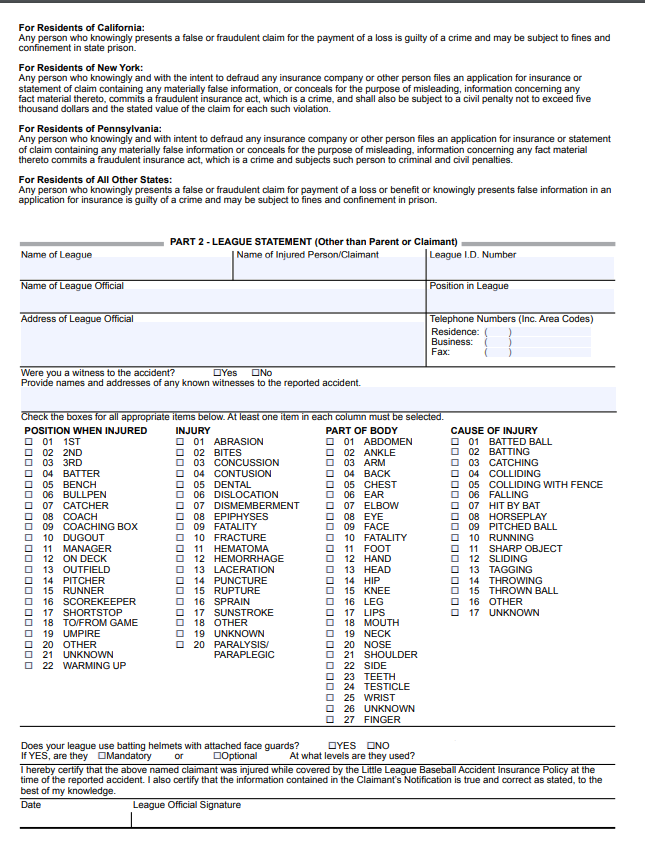 For Residents of California:
Any person who knowingly presents a false or fraudulent claim for the payment of a loss is guilty of a crime and may be subject to fines and
confinement in state prison.
For Residents of New York:
Any person who knowingly and with the intent to defraud any insurance company or other person files an application for insurance or
statement of claim containing any materially false information, or conceals for the purpose of misleading, information concerning any
fact material thereto, commits a fraudulent insurance act, which is a crime, and shall also be subject to a civil penalty not to exceed five
thousand dollars and the stated value of the claim for each such violation.
For Residents of Pennsylvania:
Any person who knowingly and with intent to defraud any insurance company or other person files an application for insurance or statement
of claim containing any materially false information or conceals for the purpose of misleading, information concerning any fact material
thereto commits a fraudulent insurance act, which is a crime and subjects such person to criminal and civil penalties.
For Residents of All Other States:
Any person who knowingly presents a false or fraudulent claim for payment of a loss or benefit or knowingly presents false information in an
application for insurance is guilty of a crime and may be subject to fines and confinement in prison.
PART 2 - LEAGUE STATEMENT (Other than Parent or Claimant)
Name of League Name of Injured Person/Claimant League I.D. Number
Name of League Official Position in League
Address of League Official Telephone Numbers (Inc. Area Codes)
Residence: ( )
Business: ( )
Fax: ( )
Were you a witness to the accident? ☐Yes ☐No
Provide names and addresses of any known witnesses to the reported accident.
Check the boxes for all appropriate items below. At least one item in each column must be selected.
POSITION WHEN INJURED
☐ 01 1ST
☐ 02 2ND
☐ 03 3RD
☐ 04 BATTER
☐ 05 BENCH
☐ 06 BULLPEN
☐ 07 CATCHER
☐ 08 COACH
☐ 09 COACHING BOX
☐ 10 DUGOUT
☐ 11 MANAGER
☐ 12 ON DECK
☐ 13 OUTFIELD
☐ 14 PITCHER
☐ 15 RUNNER
☐ 16 SCOREKEEPER
☐ 17 SHORTSTOP
☐ 18 TO/FROM GAME
☐ 19 UMPIRE
☐ 20 OTHER
☐ 21 UNKNOWN
☐ 22 WARMING UP
INJURY
☐ 01 ABRASION
☐ 02 BITES
☐ 03 CONCUSSION
☐ 04 CONTUSION
☐ 05 DENTAL
☐ 06 DISLOCATION
☐ 07 DISMEMBERMENT
☐ 08 EPIPHYSES
☐ 09 FATALITY
☐ 10 FRACTURE
☐ 11 HEMATOMA
☐ 12 HEMORRHAGE
☐ 13 LACERATION
☐ 14 PUNCTURE
☐ 15 RUPTURE
☐ 16 SPRAIN
☐ 17 SUNSTROKE
☐ 18 OTHER
☐ 19 UNKNOWN
☐ 20 PARALYSIS/
PARAPLEGIC
PART OF BODY
☐ 01 ABDOMEN
☐ 02 ANKLE
☐ 03 ARM
☐ 04 BACK
☐ 05 CHEST
☐ 06 EAR
☐ 07 ELBOW
☐ 08 EYE
☐ 09 FACE
☐ 10 FATALITY
☐ 11 FOOT
☐ 12 HAND
☐ 13 HEAD
☐ 14 HIP
☐ 15 KNEE
☐ 16 LEG
☐ 17 LIPS
☐ 18 MOUTH
☐ 19 NECK
☐ 20 NOSE
☐ 21 SHOULDER
☐ 22 SIDE
☐ 23 TEETH
☐ 24 TESTICLE
☐ 25 WRIST
☐ 26 UNKNOWN
☐ 27 FINGER
CAUSE OF INJURY
☐ 01 BATTED BALL
☐ 02 BATTING
☐ 03 CATCHING
☐ 04 COLLIDING
☐ 05 COLLIDING WITH FENCE
☐ 06 FALLING
☐ 07 HIT BY BAT
☐ 08 HORSEPLAY
☐ 09 PITCHED BALL
☐ 10 RUNNING
☐ 11 SHARP OBJECT
☐ 12 SLIDING
☐ 13 TAGGING
☐ 14 THROWING
☐ 15 THROWN BALL
☐ 16 OTHER
☐ 17 UNKNOWN
Does your league use batting helmets with attached face guards? ☐YES ☐NO
If YES, are they ☐Mandatory or ☐Optional At what levels are they used?
I hereby certify that the above named claimant was injured while covered by the Little League Baseball Accident Insurance Policy at the
time of the reported accident. I also certify that the information contained in the Claimant's Notification is true and correct as stated, to the
best of my knowledge.
Date League Official Signature